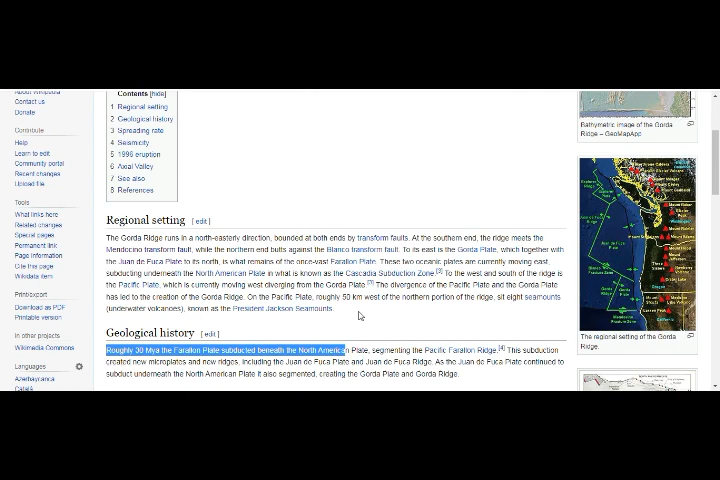 About Wikipedia
Contact us
Donate
Contribute
Help
Learn to edit
Community portal
Recent changes
Upload file
Tools
What links here
Related changes
Special pages
Permanent link
Page information
Cite this page
Wikidata item
Print/export
Download as PDF
Printable version
In other projects
Wikimedia Commons
Languages
Azərbaycanca
Català
Contents [hide]
1 Regional setting
2 Geological history
3 Spreading rate
4 Seismicity
5 1996 eruption
6 Axial Valley
7 See also
8 References
Regional setting [ edit ]
The Gorda Ridge runs in a north-easterly direction, bounded at both ends by transform faults. At the southern end, the ridge meets the
Mendocino transform fault, while the northern end butts against the Blanco transform fault. To its east is the Gorda Plate, which together with
the Juan de Fuca Plate to its north, is what remains of the once-vast Farallon Plate. These two oceanic plates are currently moving east,
subducting underneath the North American Plate in what is known as the Cascadia Subduction Zone.[3] To the west and south of the ridge is
the Pacific Plate, which is currently moving west diverging from the Gorda Plate.[3] The divergence of the Pacific Plate and the Gorda Plate
has led to the creation of the Gorda Ridge. On the Pacific Plate, roughly 50 km west of the northern portion of the ridge, sit eight seamounts
(underwater volcanoes), known as the President Jackson Seamounts.
Geological history [ edit ]
Roughly 30 Mya the Farallon Plate subducted beneath the North American Plate, segmenting the Pacific Farallon Ridge.[4] This subduction
created new microplates and new ridges, including the Juan de Fuca Plate and Juan de Fuca Ridge. As the Juan de Fuca Plate continued to
subduct underneath the North American Plate it also segmented, creating the Gorda Plate and Gorda Ridge.
Bathymetric image of the Gorda
Ridge – GeoMapApp
Juan de Fuca
Plate
Gorda
Plate
Oregon
California
The regional setting of the Gorda
Ridge.